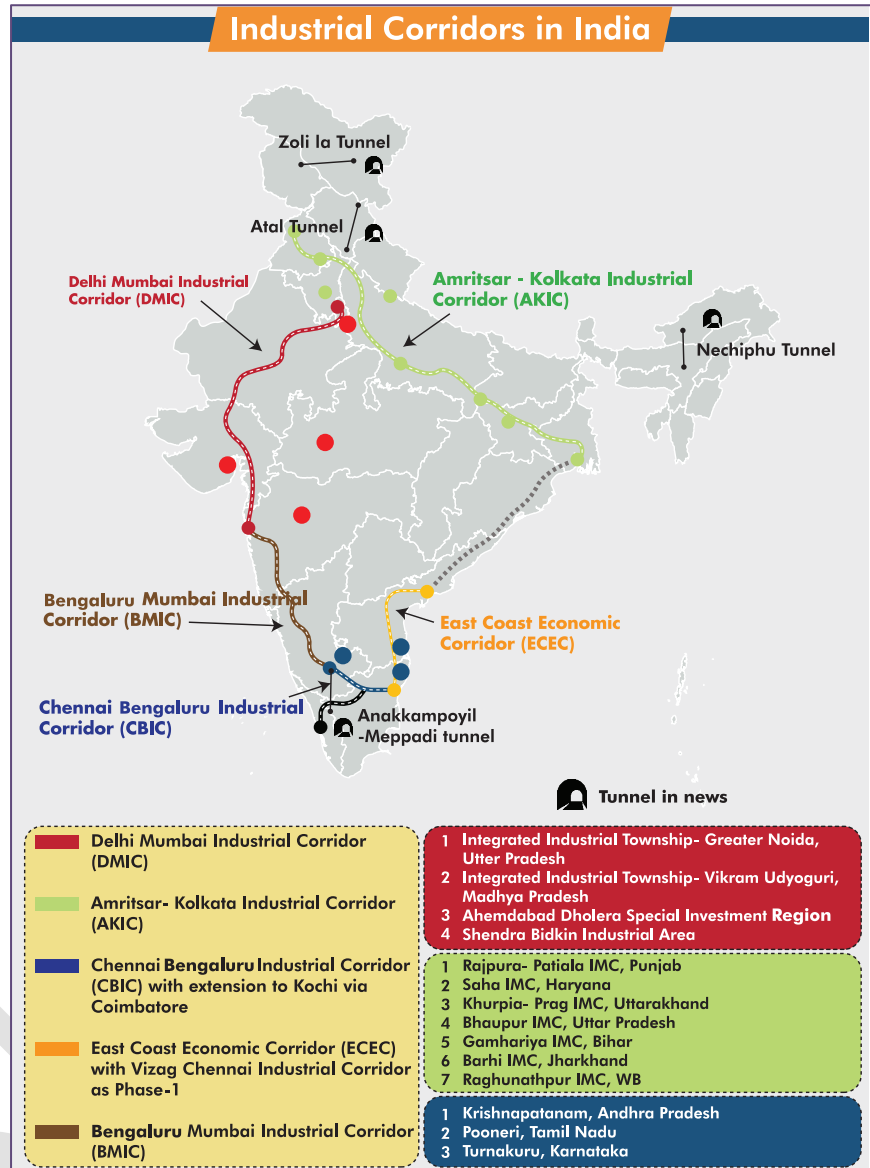 Industrial Corridors in India
Zoli la Tunnel
Atal Tunnel
Delhi Mumbai Industrial
Corridor (DMIC)
Amritsar - Kolkata Industrial
Corridor (AKIC)
Nechiphu Tunnel
Bengaluru Mumbai Industrial
Corridor (BMIC)
East Coast Economic
Corridor (ECEC)
Chennai Bengaluru Industrial
Corridor (CBIC)
Anakkampoyil
-Meppadi tunnel
Tunnel in news
Delhi Mumbai Industrial Corridor
(DMIC)
Amritsar- Kolkata Industrial Corridor
(AKIC)
Chennai Bengaluru Industrial Corridor
(CBIC) with extension to Kochi via
Coimbatore
East Coast Economic Corridor (ECEC)
with Vizag Chennai Industrial Corridor
as Phase-1
Bengaluru Mumbai Industrial Corridor
(BMIC)
1 Integrated Industrial Township- Greater Noida,
Utter Pradesh
2 Integrated Industrial Township- Vikram Udyoguri,
Madhya Pradesh
3 Ahemdabad Dholera Special Investment Region
4 Shendra Bidkin Industrial Area
1 Rajpura- Patiala IMC, Punjab
2 Saha IMC, Haryana
3 Khurpia- Prag IMC, Uttarakhand
4 Bhaupur IMC, Uttar Pradesh
5 Gamhariya IMC, Bihar
6 Barhi IMC, Jharkhand
7 Raghunathpur IMC, WB
1 Krishnapatanam, Andhra Pradesh
2 Pooneri, Tamil Nadu
3 Turnakuru, Karnataka